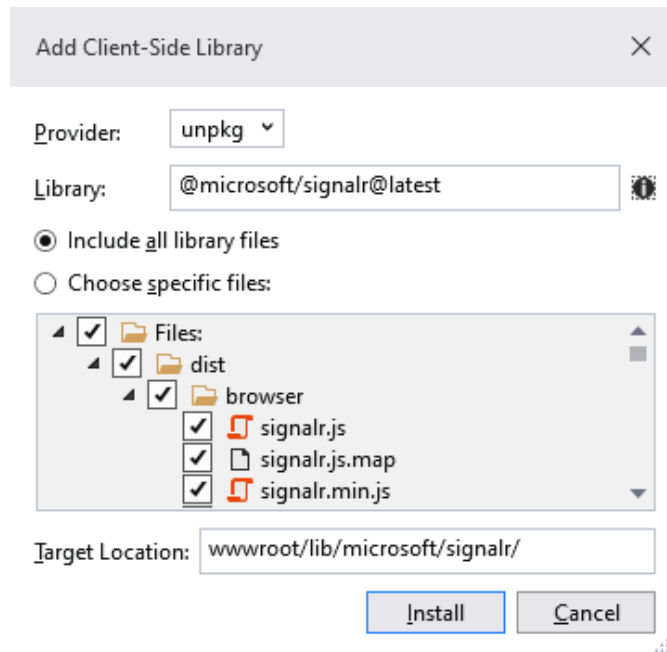 Add Client-Side Library
Provider: unpkg
Library: @microsoft/signalr@latest
Include all library files
Choose specific files:
Files:
dist
browser
signalr.js
signalr.js.map
signalr.min.js
Target Location: wwwroot/lib/microsoft/signalr/
Install Cancel